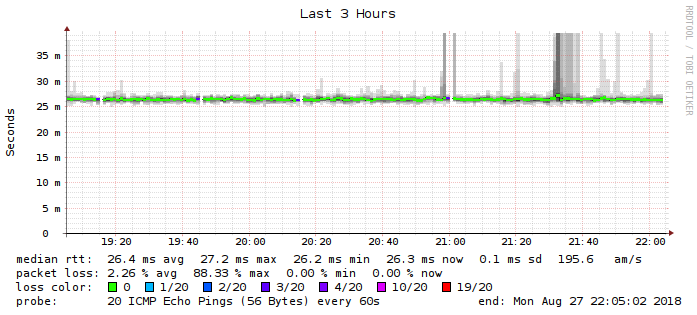 Last 3 Hours
RRDTOOL / TOBI OETIKER
Seconds
35 m
30 m
25 m
20 m
15 m
10 m
5 m
0
19:20 19:40 20:00 20:20 20:40 21:00 21:20 21:40 22:00
median rtt: 26.4 ms avg 27.2 ms max 26.2 ms min 26.3 ms now 0.1 ms sd 195.6 am/s
packet loss: 2.26 % avg 88.33 % max 0.00 % min 0.00 % now
loss color: 0 1/20 2/20 3/20 4/20 10/20 19/20
probe: 20 ICMP Echo Pings (56 Bytes) every 60s end: Mon Aug 27 22:05:02 2018